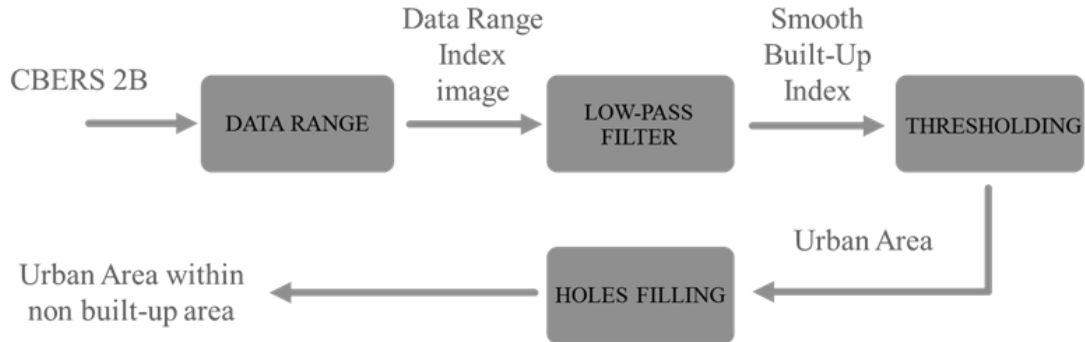 CBERS 2B
DATA RANGE
Data Range
Index
image
LOW-PASS
FILTER
Smooth
Built-Up
Index
THRESHOLDING
Urban Area
HOLES FILLING
Urban Area within
non built-up area